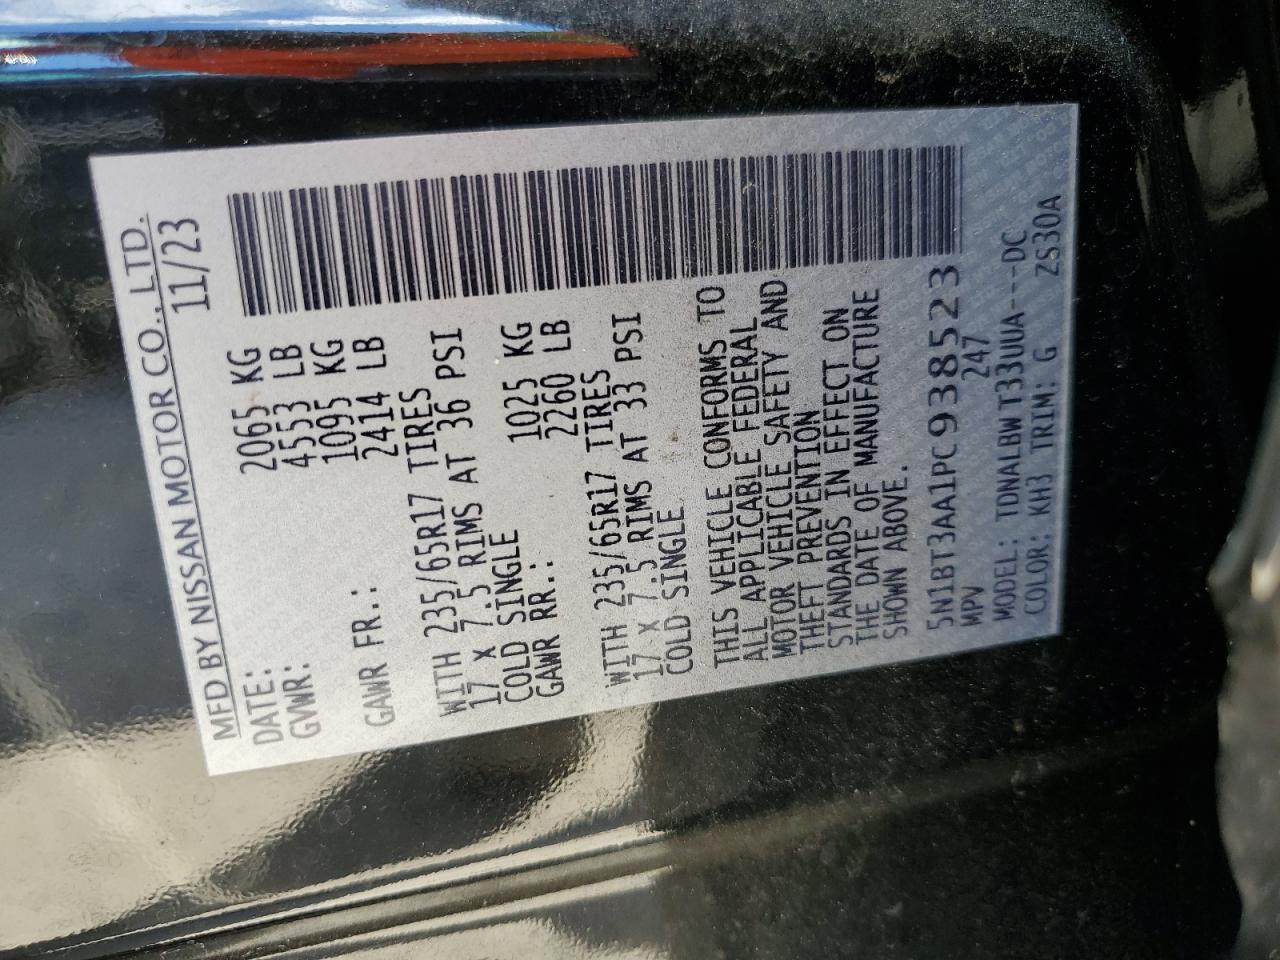 MFD BY NISSAN MOTOR CO., LTD.
DATE: 11/23
GVWR: 2065 KG
4553 LB
GAWR FR.: 1095 KG
2414 LB
WITH 235/65R17 TIRES
17 X 7.5 RIMS AT 36 PSI
COLD SINGLE
GAWR RR.: 1025 KG
2260 LB
WITH 235/65R17 TIRES
17 X 7.5 RIMS AT 33 PSI
COLD SINGLE
THIS VEHICLE CONFORMS TO
ALL APPLICABLE FEDERAL
MOTOR VEHICLE SAFETY AND
THEFT PREVENTION
STANDARDS IN EFFECT ON
THE DATE OF MANUFACTURE
SHOWN ABOVE.
5N1BT3AA1PC938523
MPV 247
MODEL: TDNALBWT33UUA---DC
COLOR: KH3 TRIM: G ZS30A